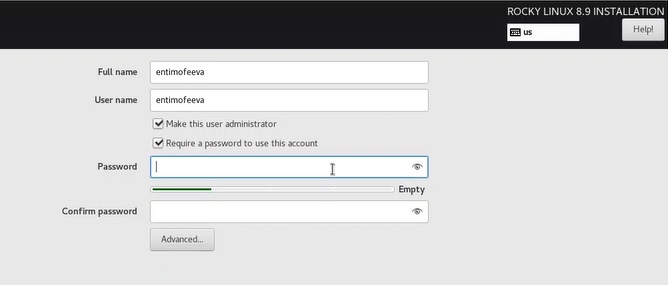 ROCKY LINUX 8.9 INSTALLATION
us
Help!
Full name
entimofeeva
User name
entimofeeva
Make this user administrator
Require a password to use this account
Password
Empty
Confirm password
Advanced...